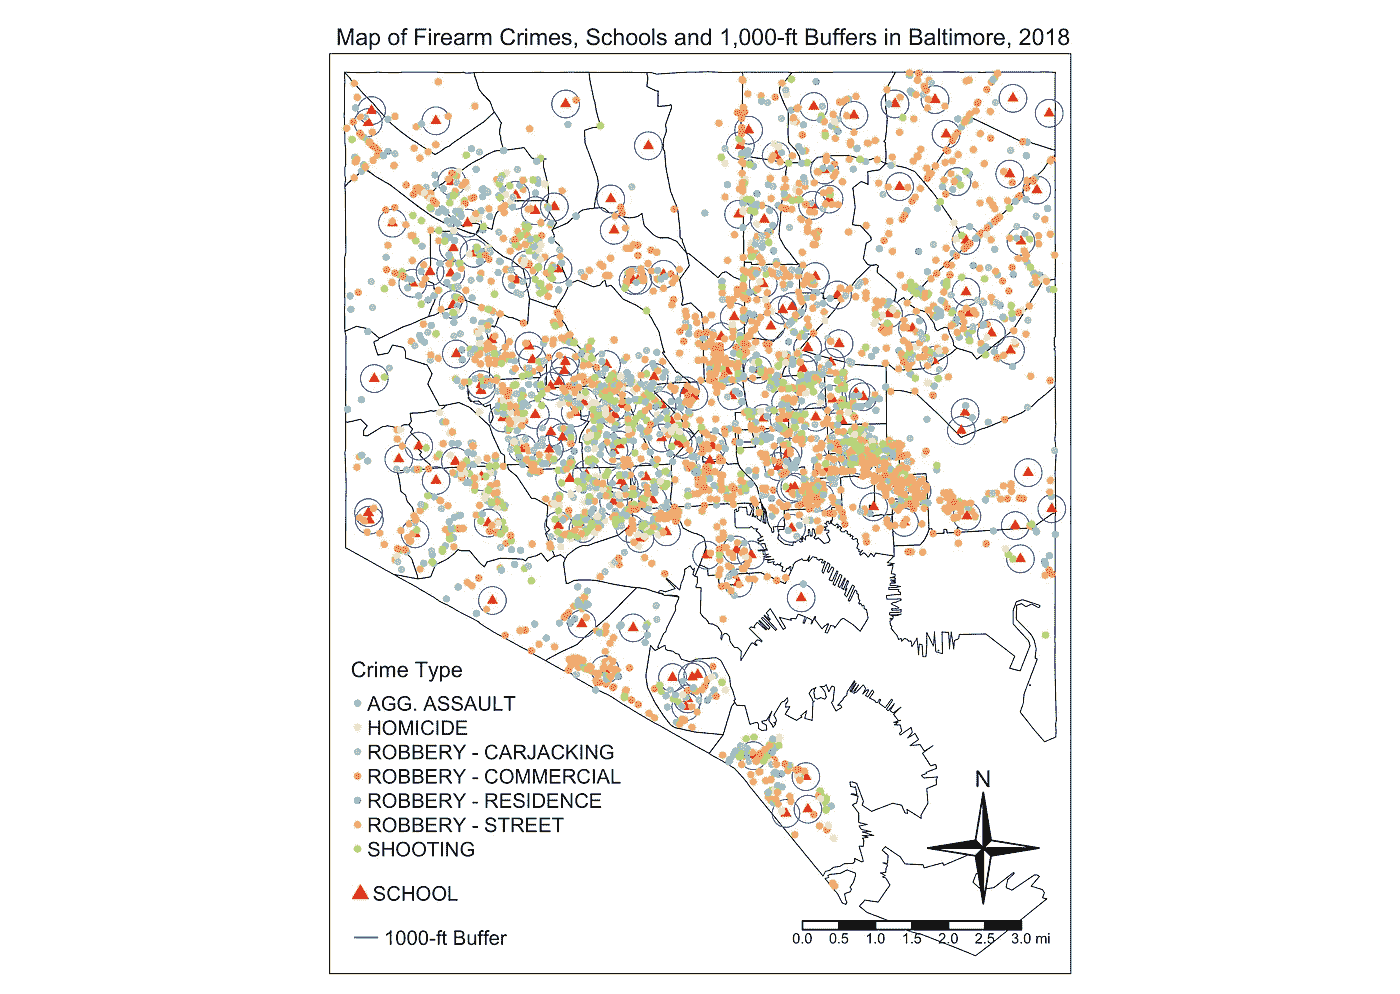 Map of Firearm Crimes, Schools and 1,000-ft Buffers in Baltimore, 2018
Crime Type
AGG. ASSAULT
HOMICIDE
ROBBERY - CARJACKING
ROBBERY - COMMERCIAL
ROBBERY - RESIDENCE
ROBBERY - STREET
SHOOTING
SCHOOL
1000-ft Buffer
N
0.0 0.5 1.0 1.5 2.0 2.5 3.0 mi